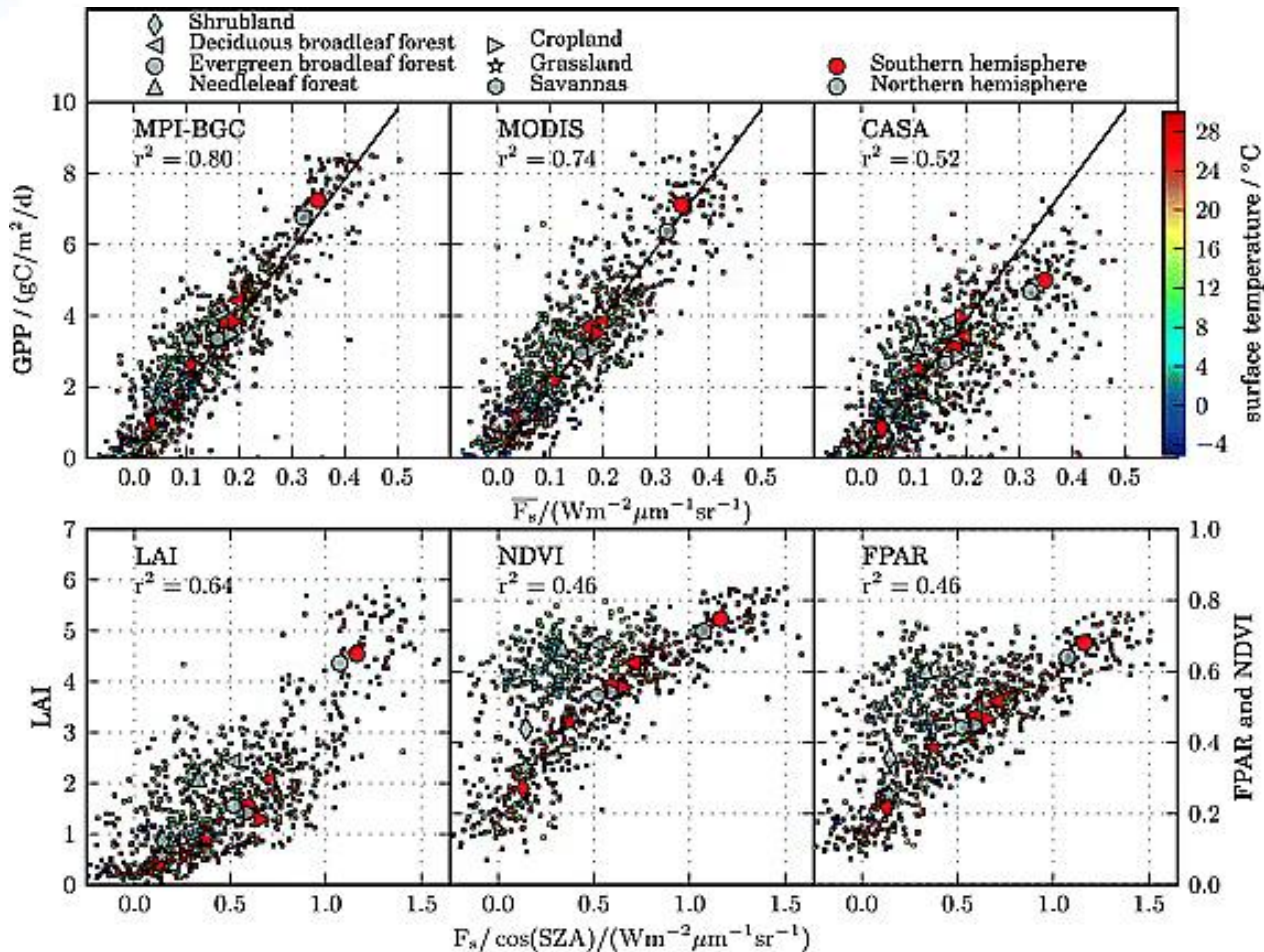 Shrubland
Deciduous broadleaf forest
Evergreen broadleaf forest
Needleleaf forest
Cropland
Grassland
Savannas
Southern hemisphere
Northern hemisphere
MPI-BGC
r² = 0.80
MODIS
r² = 0.74
CASA
r² = 0.52
GPP / (gC/m²/d)
10
8
6
4
2
0
0.0 0.1 0.2 0.3 0.4 0.5
0.0 0.1 0.2 0.3 0.4 0.5
0.0 0.1 0.2 0.3 0.4 0.5
F̅s/(Wm⁻²μm⁻¹sr⁻¹)
28
24
20
16
12
8
4
0
−4
surface temperature / °C
LAI
r² = 0.64
NDVI
r² = 0.46
FPAR
r² = 0.46
LAI
7
6
5
4
3
2
1
0
0.0 0.5 1.0 1.5
0.0 0.5 1.0 1.5
0.0 0.5 1.0 1.5
1.0
0.8
0.6
0.4
0.2
0.0
FPAR and NDVI
Fs/cos(SZA)/(Wm⁻²μm⁻¹sr⁻¹)